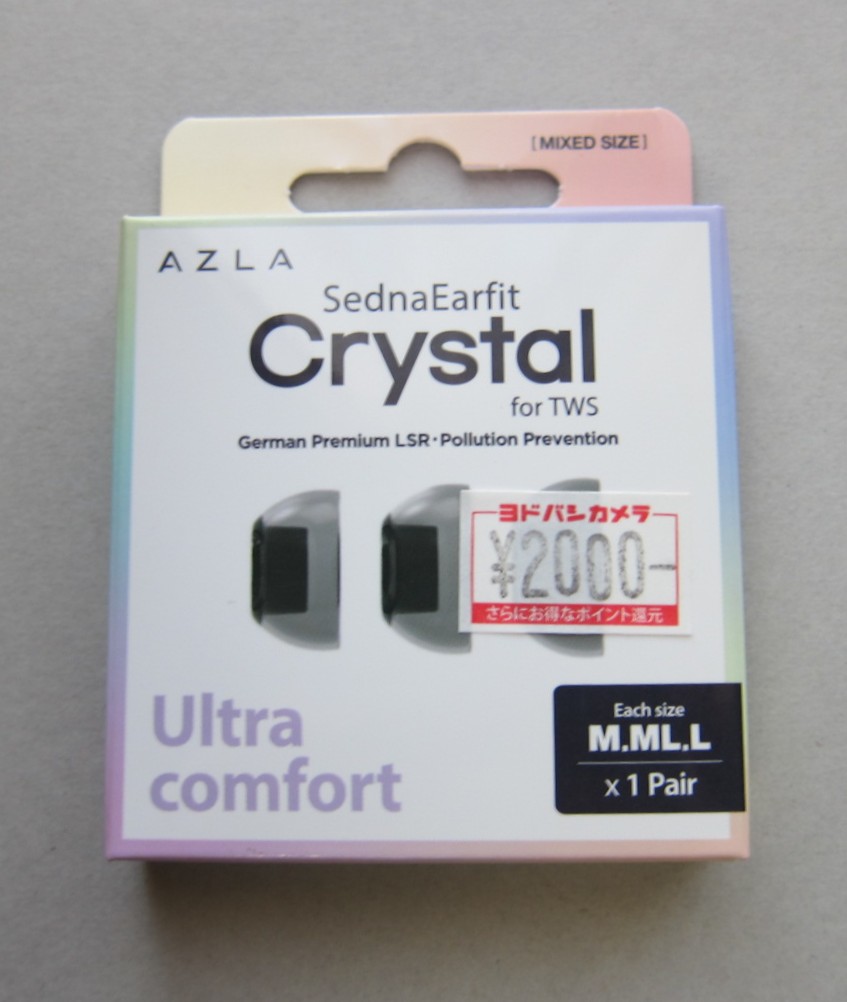 [MIXED SIZE]
AZLA
SednaEarfit
Crystal
for TWS
German Premium LSR・Pollution Prevention
ヨドバシカメラ
¥2000-
さらにお得なポイント還元
Ultra
comfort
Each size
M.ML.L
x 1 Pair